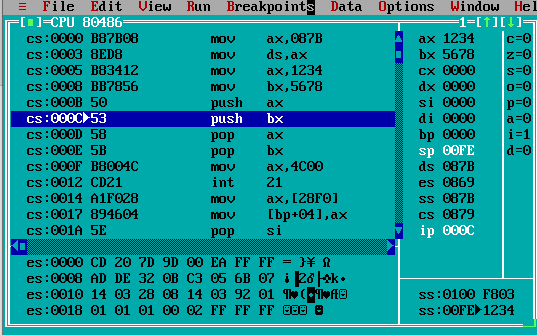 ≡ File Edit View Run Breakpoints Data Options Window Hel
[■]=CPU 80486 1=[↑][↓]
cs:0000 B87B08 mov ax,087B ax 1234 c=0
cs:0003 8ED8 mov ds,ax bx 5678 z=0
cs:0005 B83412 mov ax,1234 cx 0000 s=0
cs:0008 BB7856 mov bx,5678 dx 0000 o=0
cs:000B 50 push ax si 0000 p=0
cs:000C▶53 push bx di 0000 a=0
cs:000D 58 pop ax bp 0000 i=1
cs:000E 5B pop bx sp 00FE d=0
cs:000F B8004C mov ax,4C00 ds 087B
cs:0012 CD21 int 21 es 0869
cs:0014 A1F028 mov ax,[28F0] ss 087B
cs:0017 894604 mov [bp+04],ax cs 0879
cs:001A 5E pop si ip 000C
es:0000 CD 20 7D 9D 00 EA FF FF = }¥ Ω
es:0008 AD DE 32 0B C3 05 6B 07
es:0010 14 03 28 08 14 03 92 01 ss:0100 F803
es:0018 01 01 01 00 02 FF FF FF ss:00FE▶1234